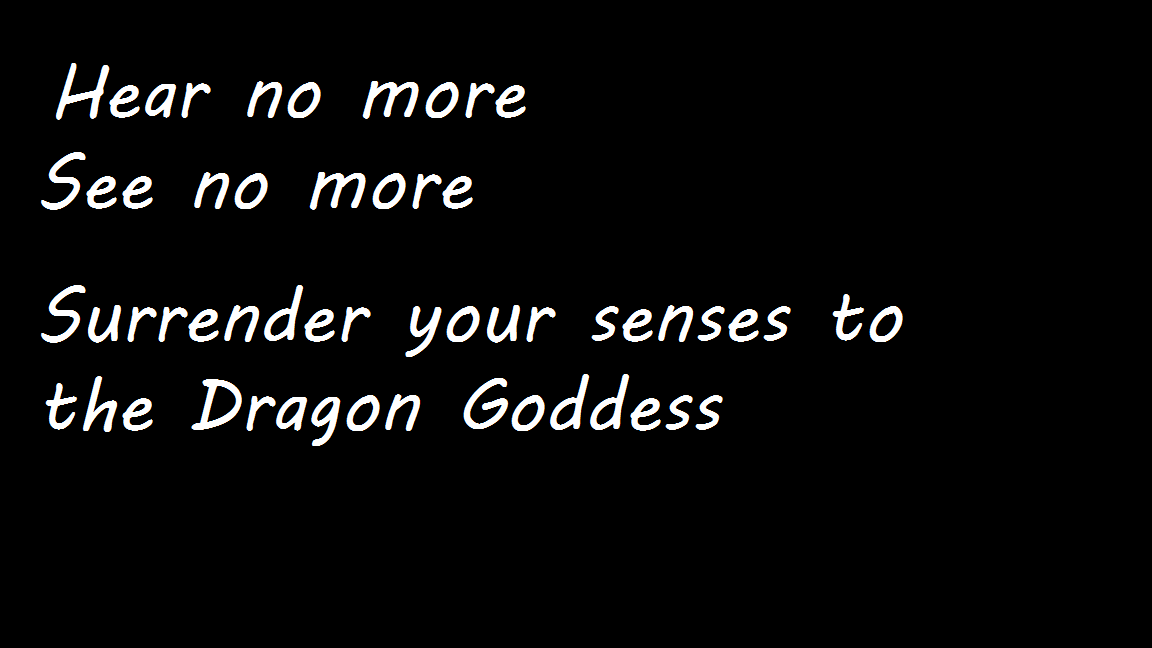 Hear no more
See no more
Surrender your senses to
the Dragon Goddess